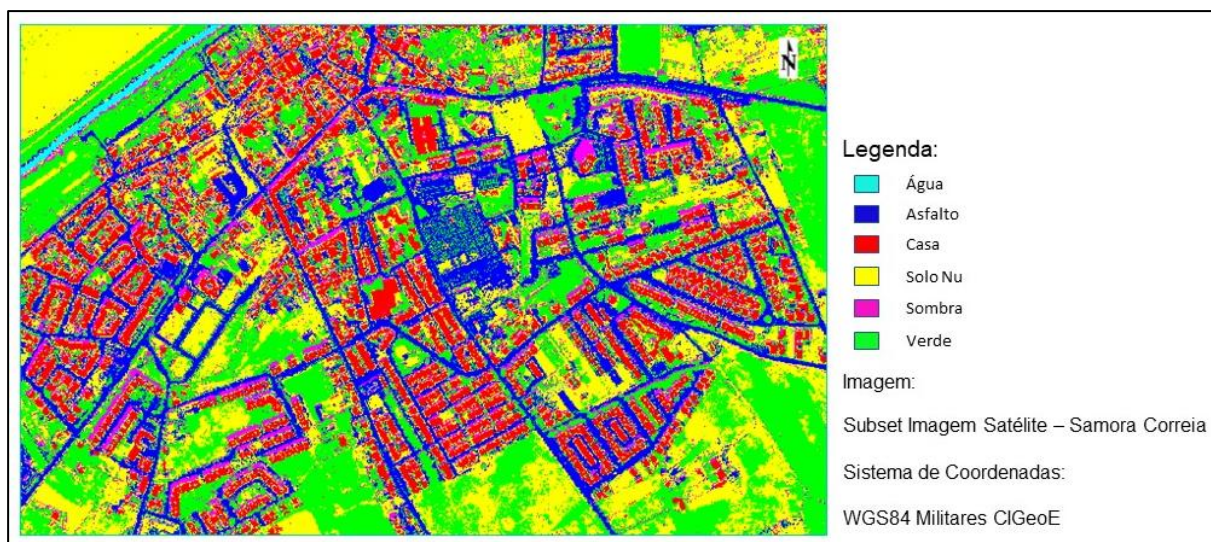 N
Legenda:
Água
Asfalto
Casa
Solo Nu
Sombra
Verde
Imagem:
Subset Imagem Satélite – Samora Correia
Sistema de Coordenadas:
WGS84 Militares CIGeoE